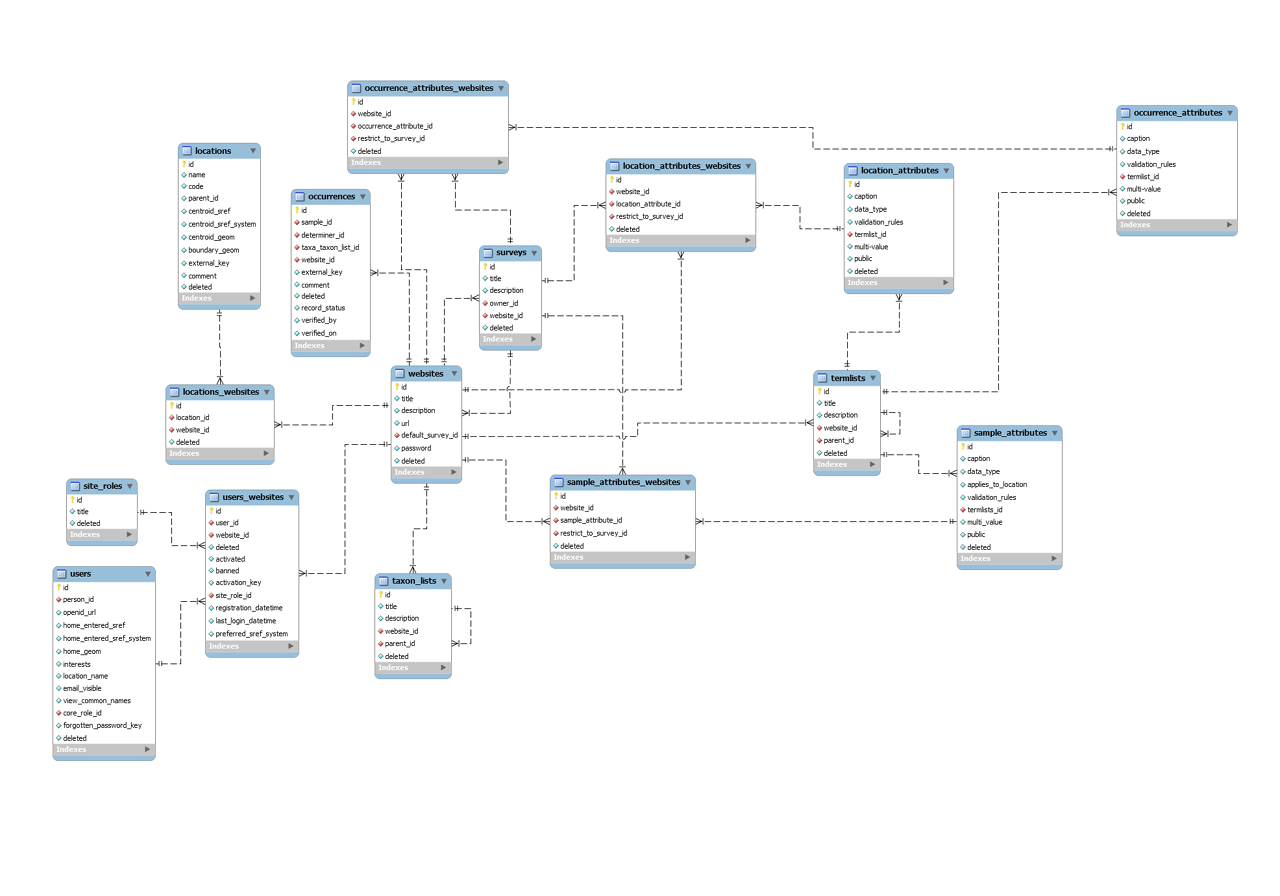 occurrence_attributes_websites
id
website_id
occurrence_attribute_id
restrict_to_survey_id
deleted
Indexes
occurrence_attributes
id
caption
data_type
validation_rules
termlist_id
multi-value
public
deleted
Indexes
locations
id
name
code
parent_id
centroid_sref
centroid_sref_system
centroid_geom
boundary_geom
external_key
comment
deleted
Indexes
location_attributes_websites
id
website_id
location_attribute_id
restrict_to_survey_id
deleted
Indexes
location_attributes
id
caption
data_type
validation_rules
termlist_id
multi-value
public
deleted
Indexes
occurrences
id
sample_id
determiner_id
taxa_taxon_list_id
website_id
external_key
comment
deleted
record_status
verified_by
verified_on
Indexes
surveys
id
title
description
owner_id
website_id
deleted
Indexes
websites
id
title
description
url
default_survey_id
password
deleted
Indexes
termlists
id
title
description
website_id
parent_id
deleted
Indexes
locations_websites
id
location_id
website_id
deleted
Indexes
sample_attributes
id
caption
data_type
applies_to_location
validation_rules
termlists_id
multi_value
public
deleted
Indexes
sample_attributes_websites
id
website_id
sample_attribute_id
restrict_to_survey_id
deleted
Indexes
site_roles
id
title
deleted
Indexes
users_websites
id
user_id
website_id
deleted
activated
banned
activation_key
site_role_id
registration_datetime
last_login_datetime
preferred_sref_system
Indexes
users
id
person_id
openid_url
home_entered_sref
home_entered_sref_system
home_geom
interests
location_name
email_visible
view_common_names
core_role_id
forgotten_password_key
deleted
Indexes
taxon_lists
id
title
description
website_id
parent_id
deleted
Indexes